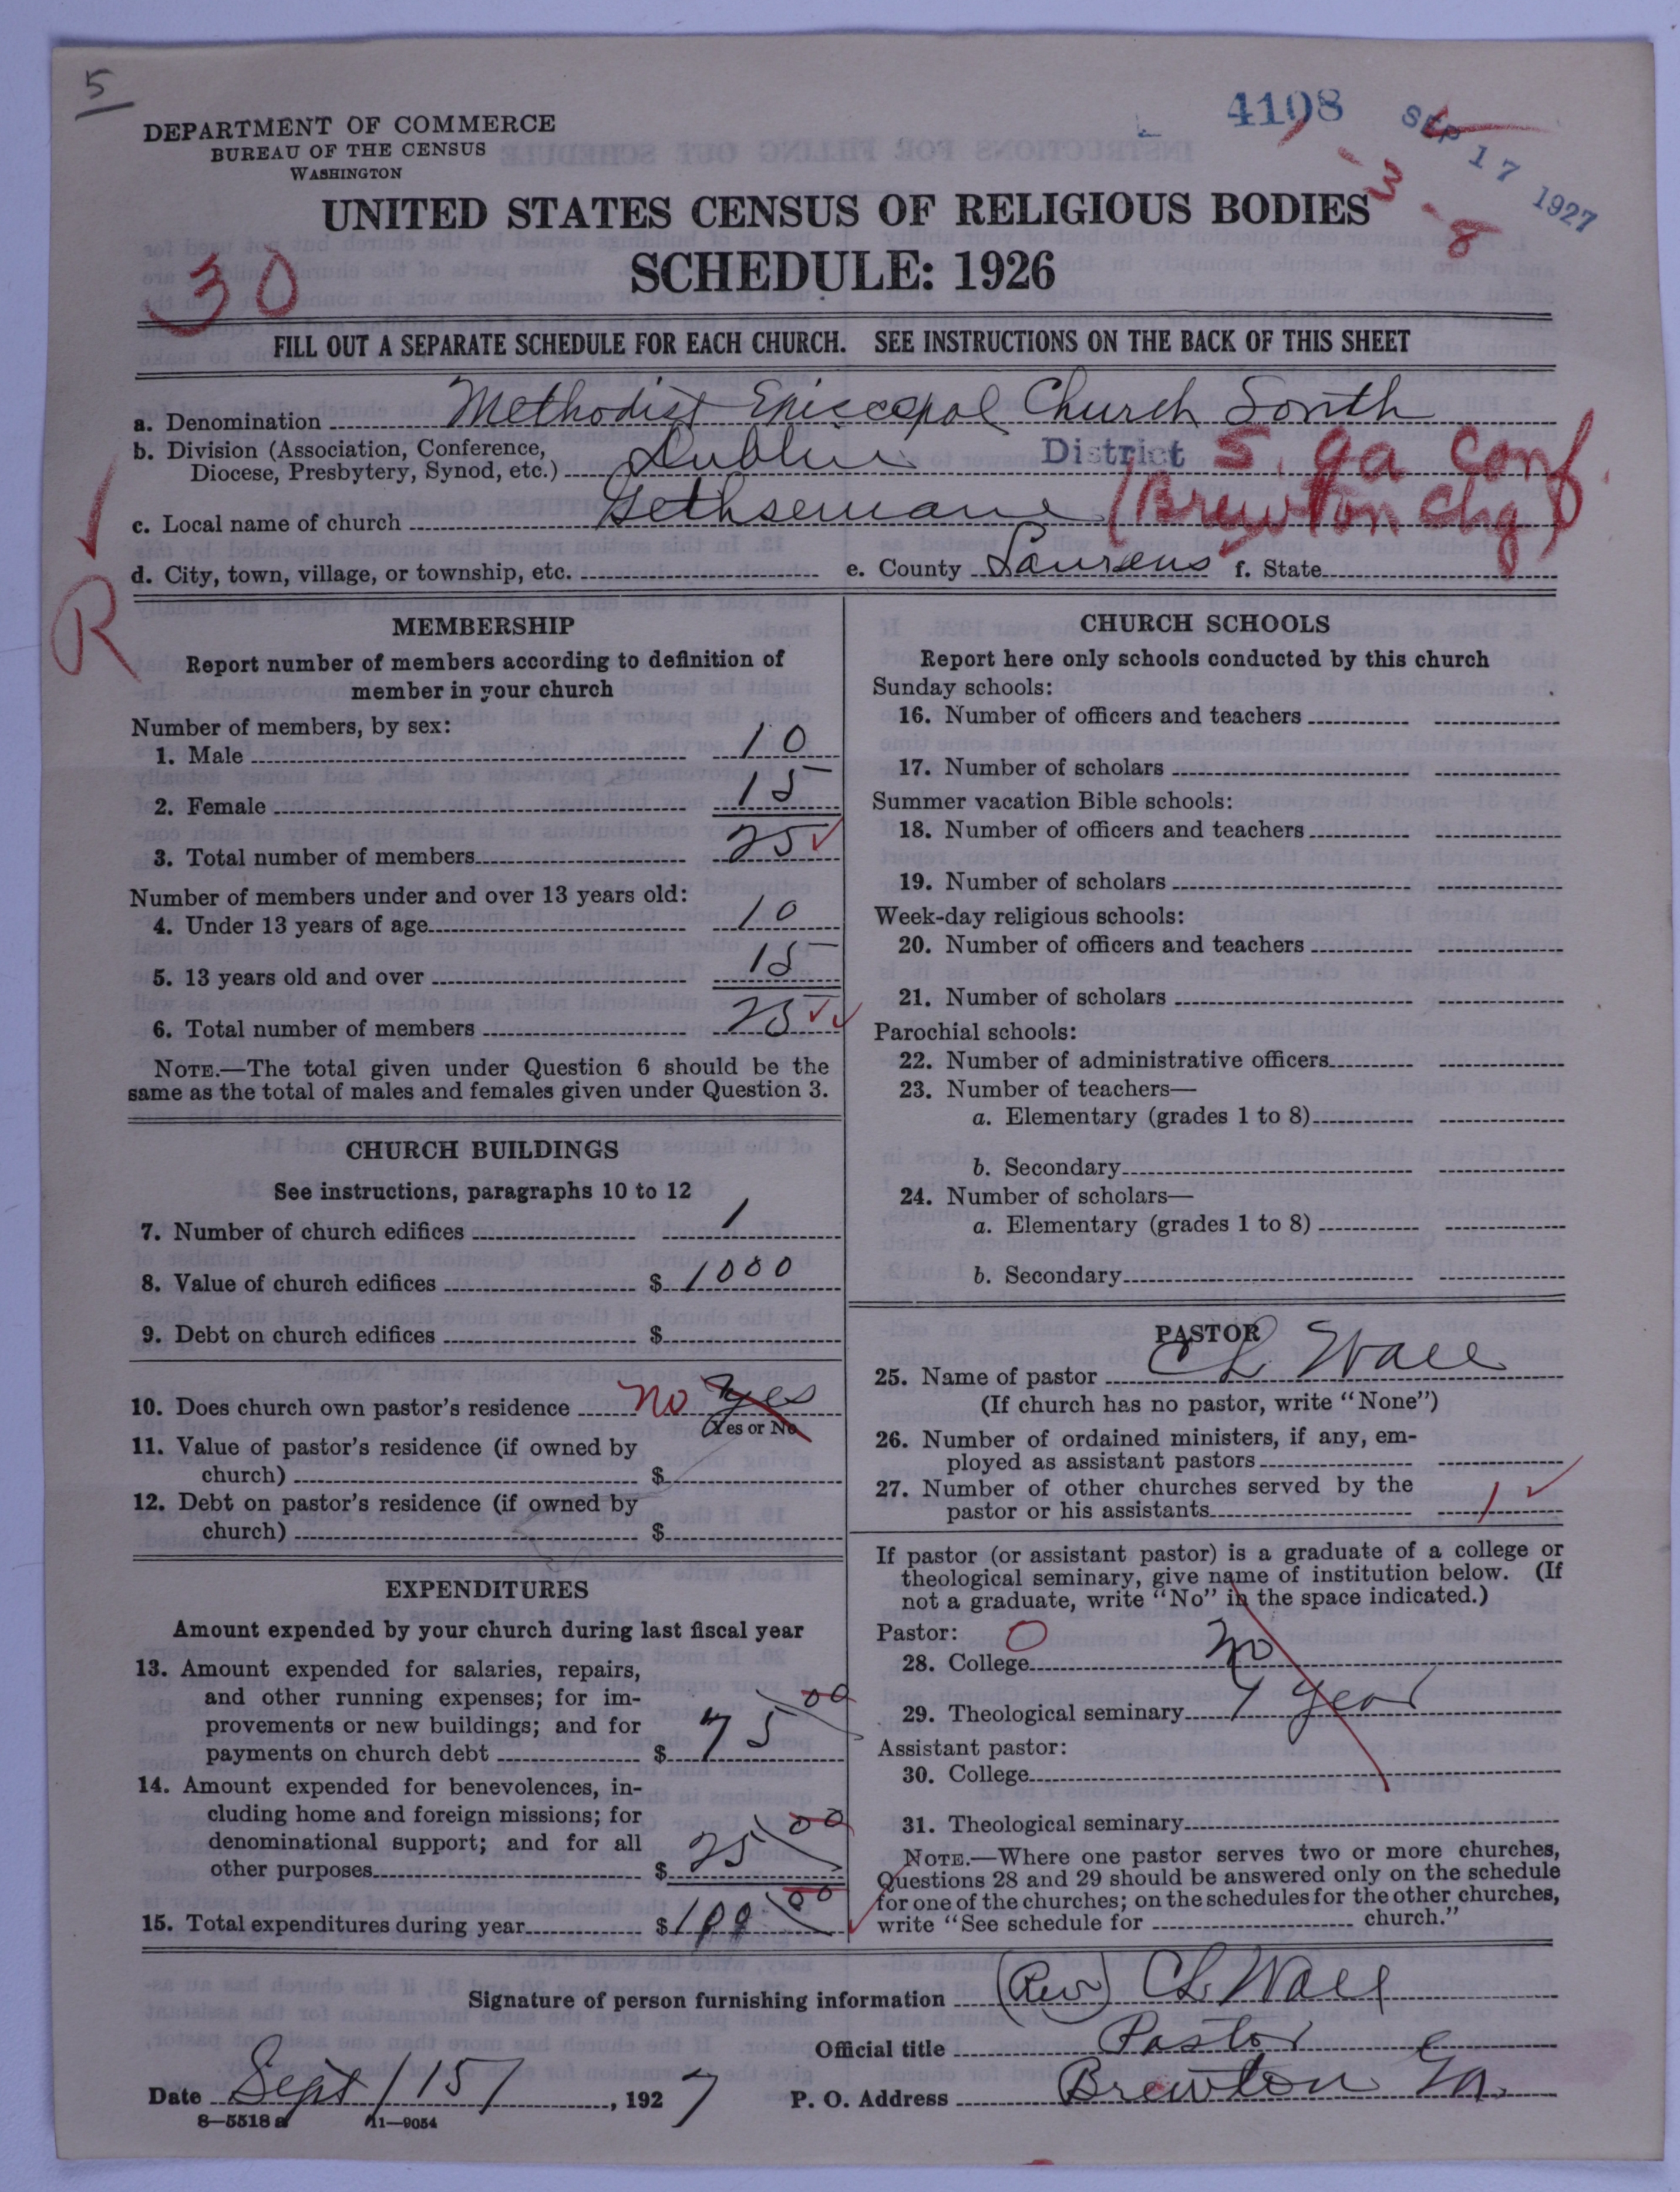 5
4108
SEP 17 1927
DEPARTMENT OF COMMERCE
BUREAU OF THE CENSUS
WASHINGTON
- 3 - 8
UNITED STATES CENSUS OF RELIGIOUS BODIES
SCHEDULE: 1926
30
FILL OUT A SEPARATE SCHEDULE FOR EACH CHURCH. SEE INSTRUCTIONS ON THE BACK OF THIS SHEET
a. Denomination Methodist Episcopal Church South
b. Division (Association, Conference,
Diocese, Presbytery, Synod, etc.) Dublin District S. Ga Conf.
c. Local name of church Gethsemane (Brewton Chg)
d. City, town, village, or township, etc. e. County Laurens f. State
R
MEMBERSHIP
Report number of members according to definition of
member in your church
Number of members, by sex:
1. Male 10
2. Female 15
3. Total number of members 25 ✓
Number of members under and over 13 years old:
4. Under 13 years of age 10
5. 13 years old and over 15
6. Total number of members 25 ✓✓
NOTE.—The total given under Question 6 should be the
same as the total of males and females given under Question 3.
CHURCH BUILDINGS
See instructions, paragraphs 10 to 12
7. Number of church edifices 1
8. Value of church edifices $ 1000
9. Debt on church edifices $
10. Does church own pastor's residence No yes
(Yes or No)
11. Value of pastor's residence (if owned by
church) $
12. Debt on pastor's residence (if owned by
church) $
EXPENDITURES
Amount expended by your church during last fiscal year
13. Amount expended for salaries, repairs,
and other running expenses; for im-
provements or new buildings; and for
payments on church debt $ 75 00
14. Amount expended for benevolences, in-
cluding home and foreign missions; for
denominational support; and for all
other purposes $ 25 00
15. Total expenditures during year $ 100 00 ✓
CHURCH SCHOOLS
Report here only schools conducted by this church
Sunday schools:
16. Number of officers and teachers
17. Number of scholars
Summer vacation Bible schools:
18. Number of officers and teachers
19. Number of scholars
Week-day religious schools:
20. Number of officers and teachers
21. Number of scholars
Parochial schools:
22. Number of administrative officers
23. Number of teachers—
a. Elementary (grades 1 to 8)
b. Secondary
24. Number of scholars—
a. Elementary (grades 1 to 8)
b. Secondary
PASTOR
25. Name of pastor C L Wall
(If church has no pastor, write "None")
26. Number of ordained ministers, if any, em-
ployed as assistant pastors
27. Number of other churches served by the
pastor or his assistants 1 ✓
If pastor (or assistant pastor) is a graduate of a college or
theological seminary, give name of institution below. (If
not a graduate, write "No" in the space indicated.)
Pastor: 0
28. College No
29. Theological seminary 1 year
Assistant pastor:
30. College
31. Theological seminary
NOTE.—Where one pastor serves two or more churches,
Questions 28 and 29 should be answered only on the schedule
for one of the churches; on the schedules for the other churches,
write "See schedule for church."
Signature of person furnishing information (Rev) C L Wall
Official title Pastor
Date Sept / 15 / , 1927 P. O. Address Brewton Ga.
8—5518 a 11—9054